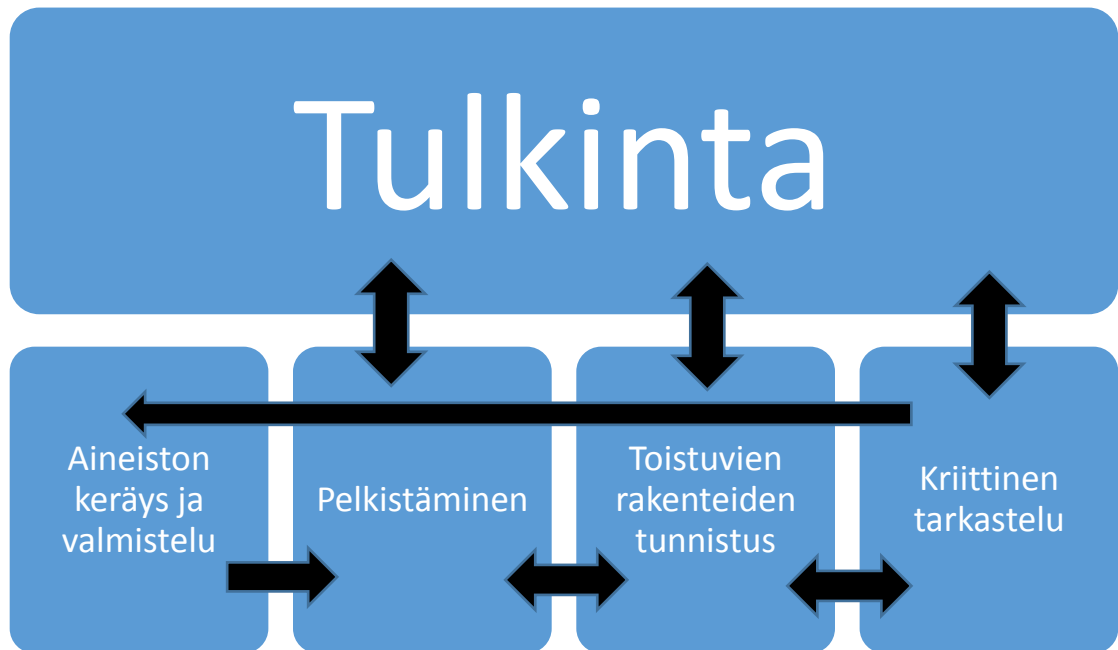 Tulkinta
Aineiston
keräys ja
valmistelu
Pelkistäminen
Toistuvien
rakenteiden
tunnistus
Kriittinen
tarkastelu